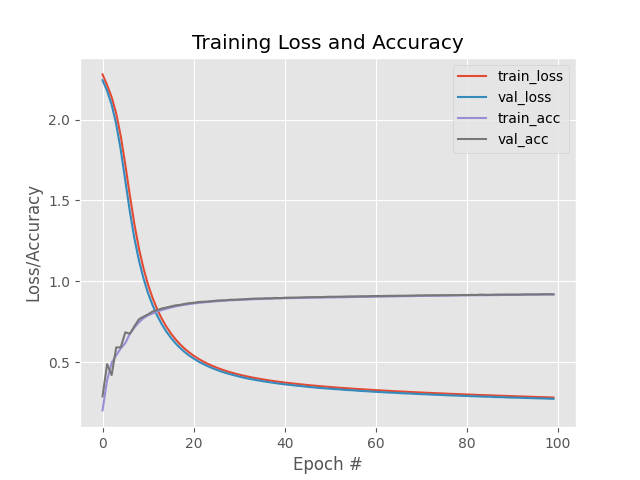 Training Loss and Accuracy
train_loss
val_loss
train_acc
val_acc
2.0
1.5
1.0
0.5
Loss/Accuracy
0 20 40 60 80 100
Epoch #